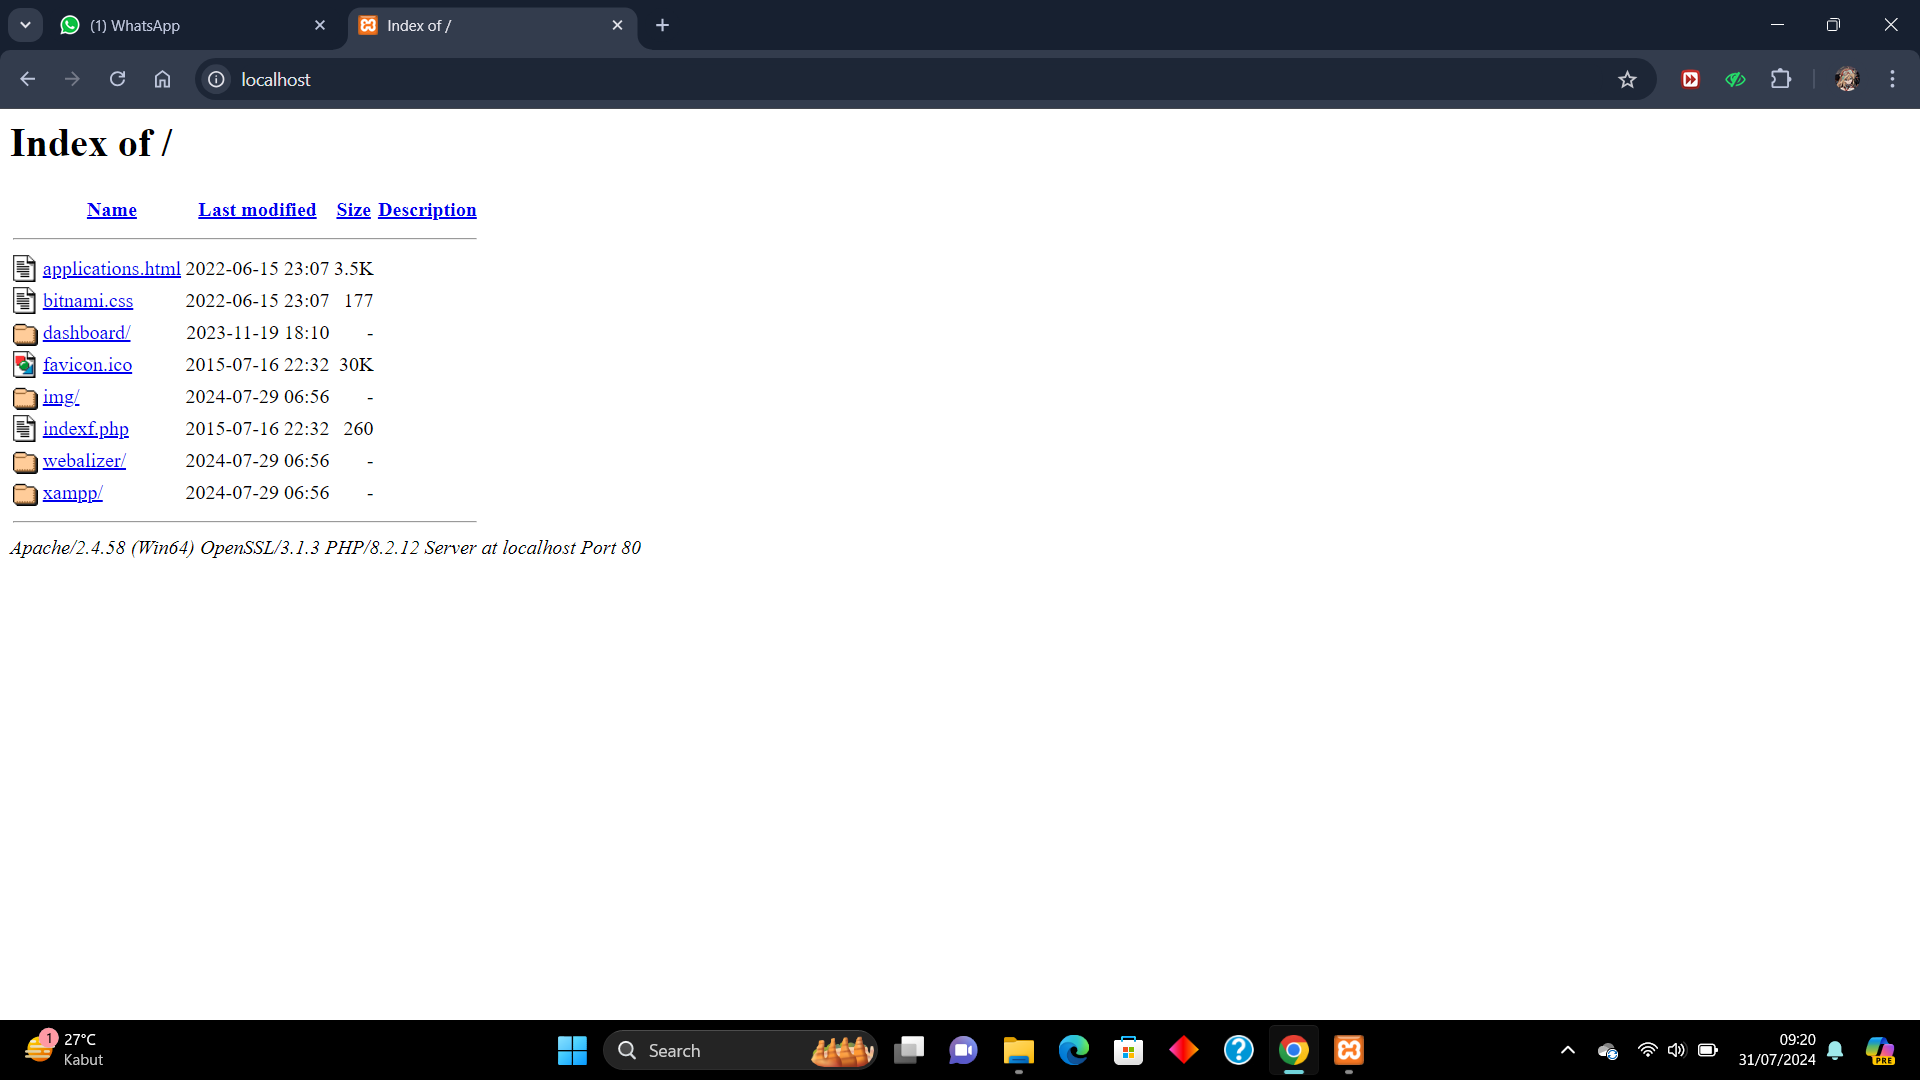 (1) WhatsApp
Index of /
localhost
Index of /
Name Last modified Size Description
applications.html 2022-06-15 23:07 3.5K
bitnami.css 2022-06-15 23:07 177
dashboard/ 2023-11-19 18:10 -
favicon.ico 2015-07-16 22:32 30K
img/ 2024-07-29 06:56 -
indexf.php 2015-07-16 22:32 260
webalizer/ 2024-07-29 06:56 -
xampp/ 2024-07-29 06:56 -
Apache/2.4.58 (Win64) OpenSSL/3.1.3 PHP/8.2.12 Server at localhost Port 80
1
27°C
Kabut
Search
09:20
31/07/2024
PRE